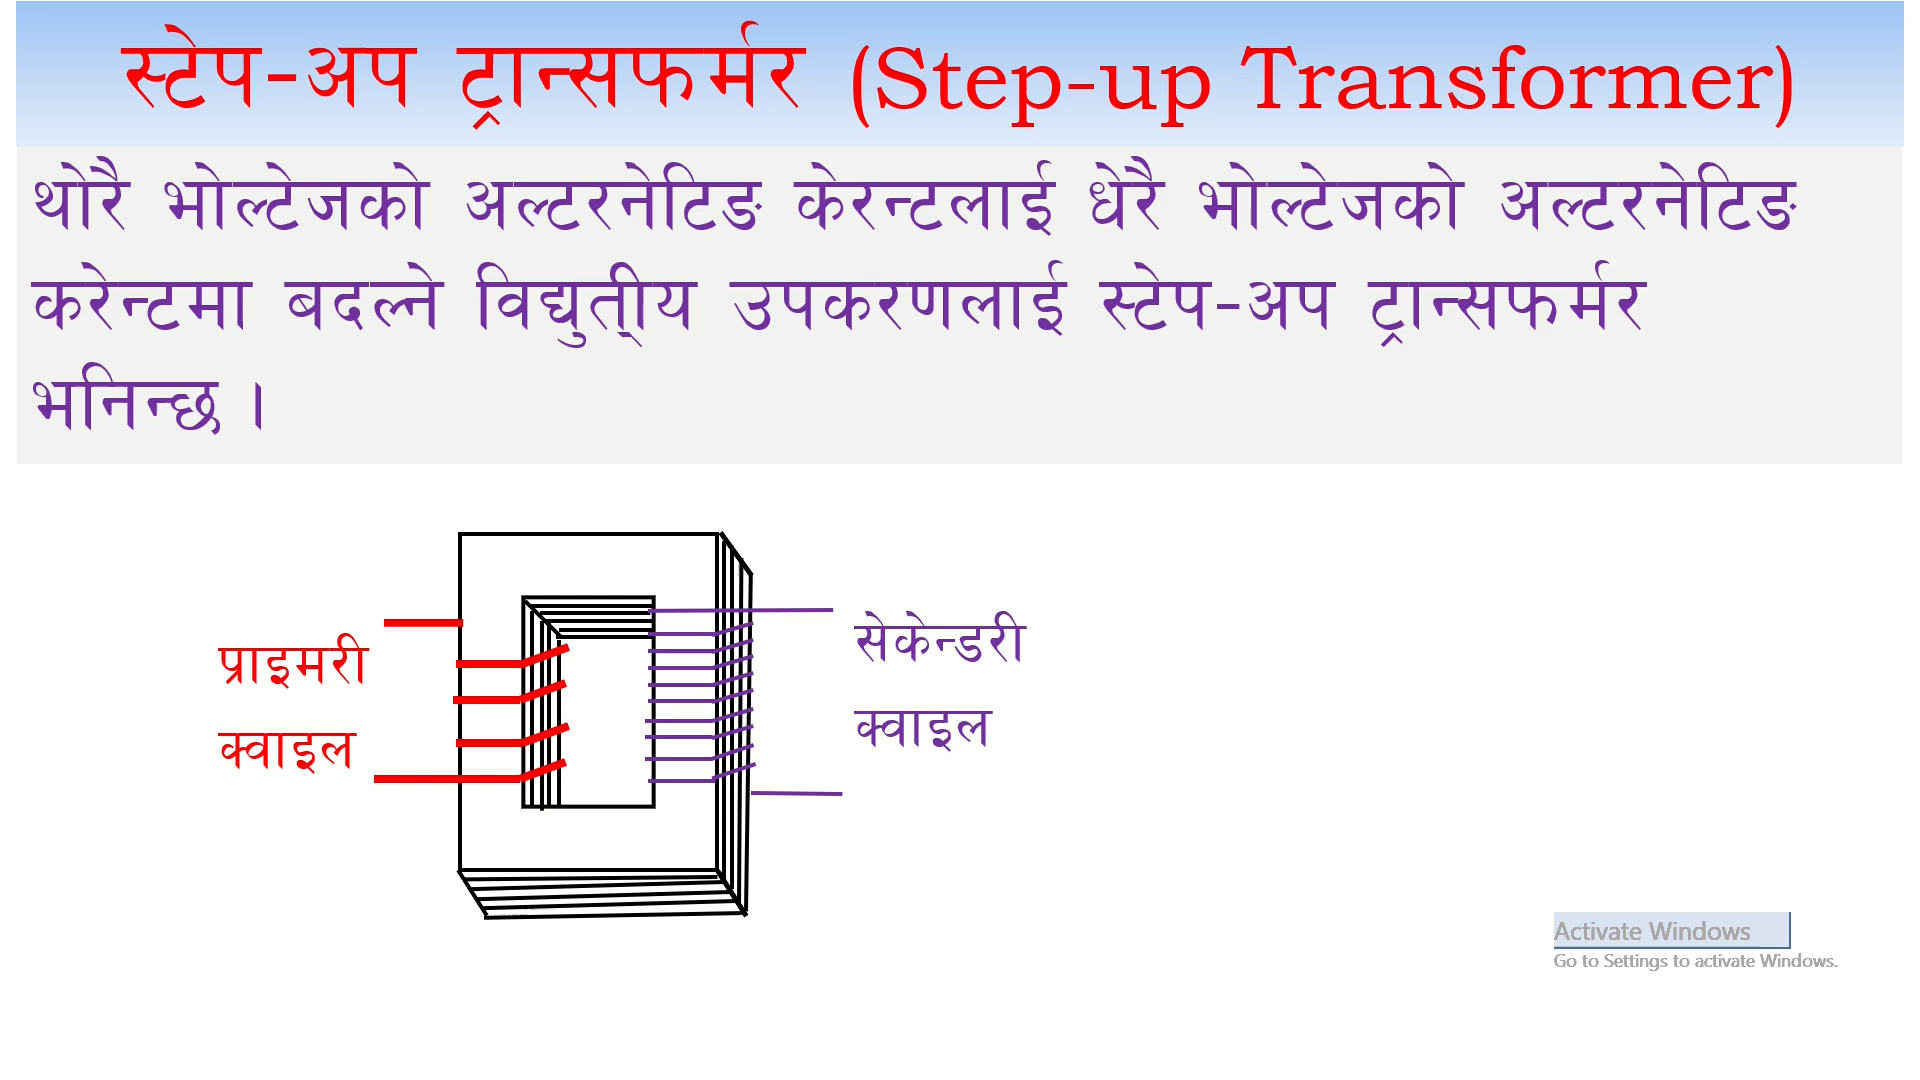 स्टेप-अप ट्रान्सफर्मर (Step-up Transformer)
थोरै भोल्टेजको अल्टरनेटिङ केरन्टलाई धेरै भोल्टेजको अल्टरनेटिङ
करेन्टमा बदल्ने विद्युती्य उपकरणलाई स्टेप-अप ट्रान्सफर्मर
भनिन्छ ।
प्राइमरी
क्वाइल
सेकेन्डरी
क्वाइल
Activate Windows
Go to Settings to activate Windows.